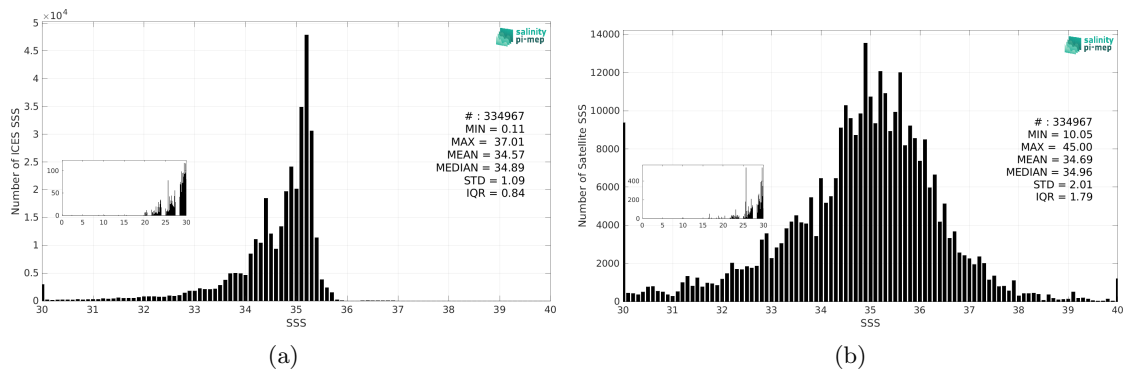 ×10⁴
5
4.5
4
3.5
3
2.5
2
1.5
1
0.5
0
Number of ICES SSS
salinity
pi-mep
# : 334967
MIN = 0.11
MAX = 37.01
MEAN = 34.57
MEDIAN = 34.89
STD = 1.09
IQR = 0.84
100
50
0
0 5 10 15 20 25 30
30 31 32 33 34 35 36 37 38 39 40
SSS
(a)
14000
12000
10000
8000
6000
4000
2000
0
Number of Satellite SSS
salinity
pi-mep
# : 334967
MIN = 10.05
MAX = 45.00
MEAN = 34.69
MEDIAN = 34.96
STD = 2.01
IQR = 1.79
400
200
0
0 5 10 15 20 25 30
30 31 32 33 34 35 36 37 38 39 40
SSS
(b)